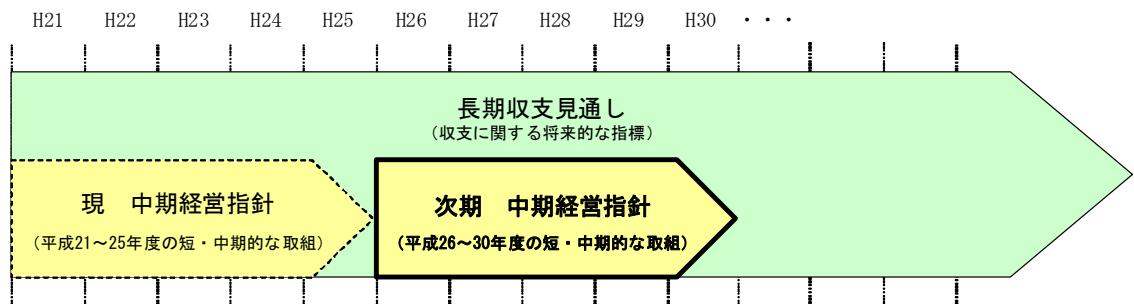 H21 H22 H23 H24 H25 H26 H27 H28 H29 H30 ・・・
長期収支見通し
(収支に関する将来的な指標)
現 中期経営指針
(平成21～25年度の短・中期的な取組)
次期 中期経営指針
(平成26～30年度の短・中期的な取組)